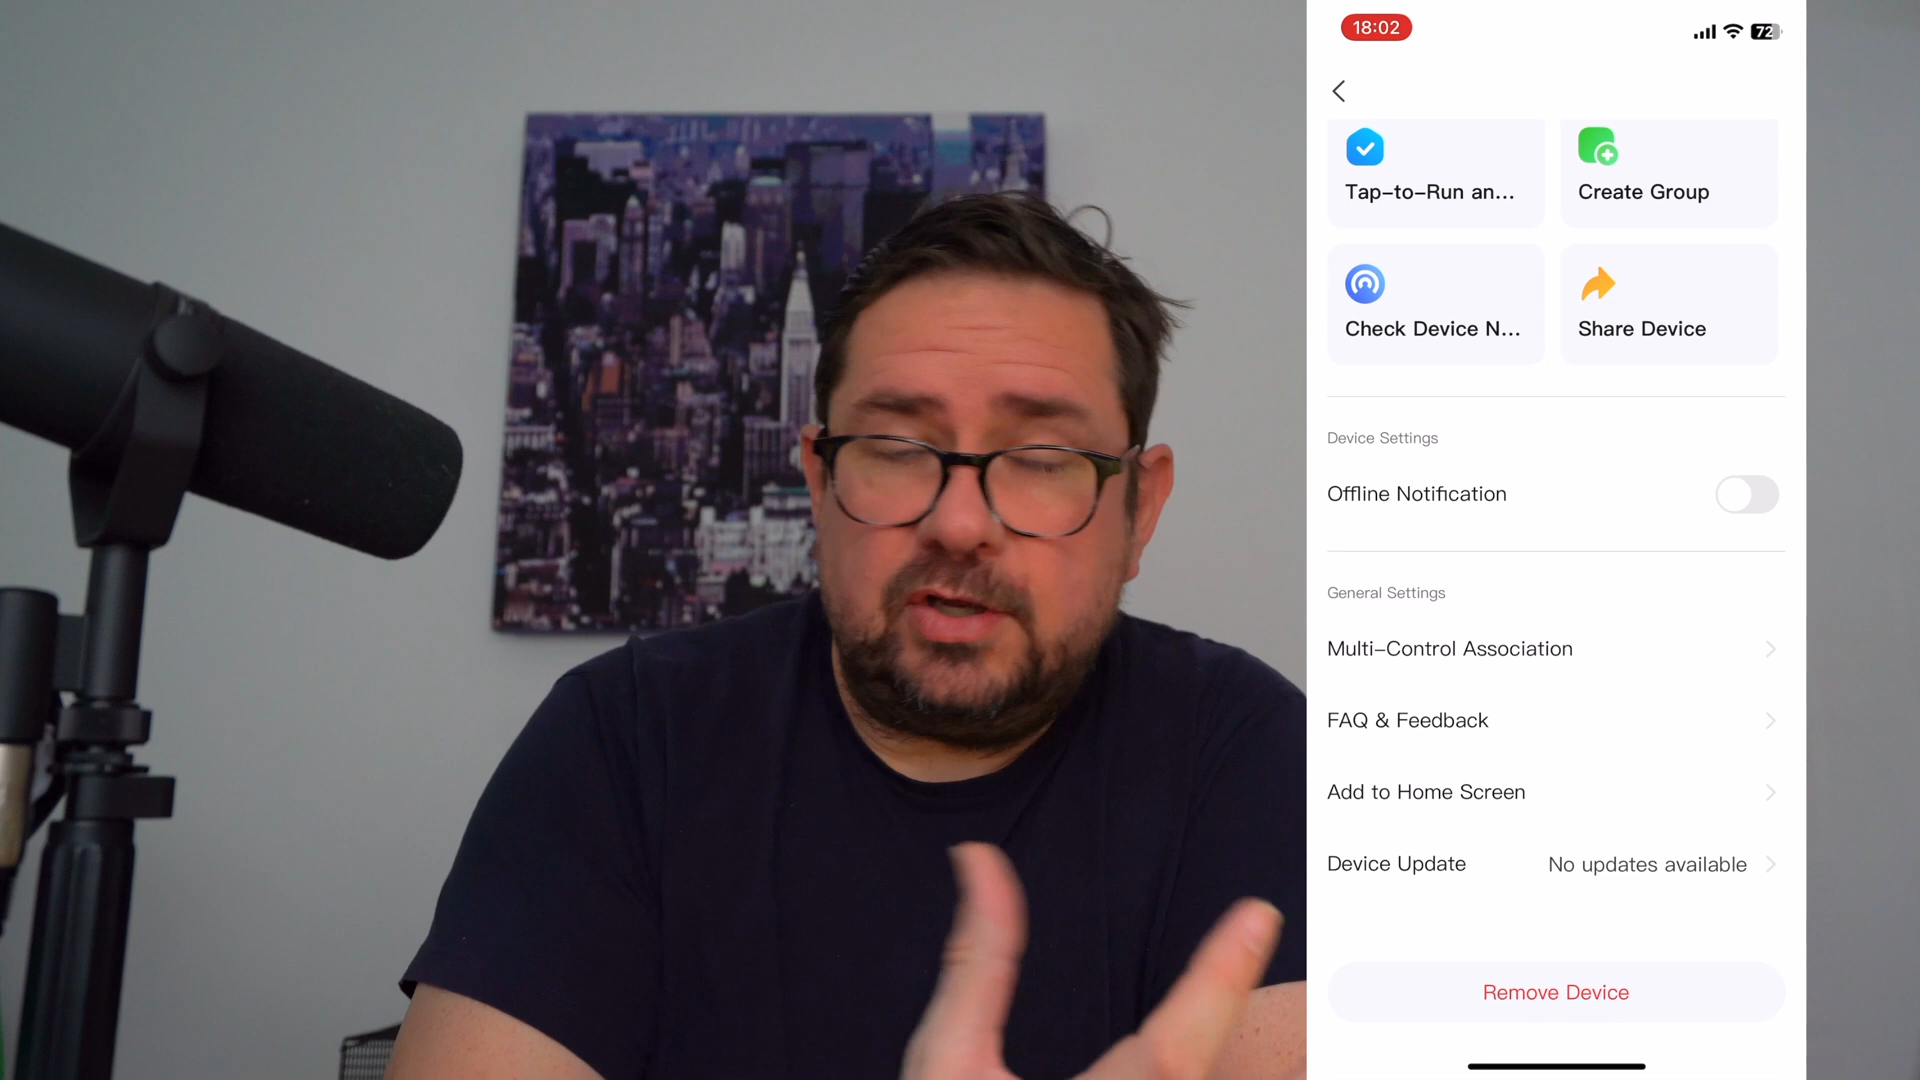 18:02
72
Tap-to-Run an...
Create Group
Check Device N...
Share Device
Device Settings
Offline Notification
General Settings
Multi-Control Association
FAQ & Feedback
Add to Home Screen
Device Update
No updates available
Remove Device